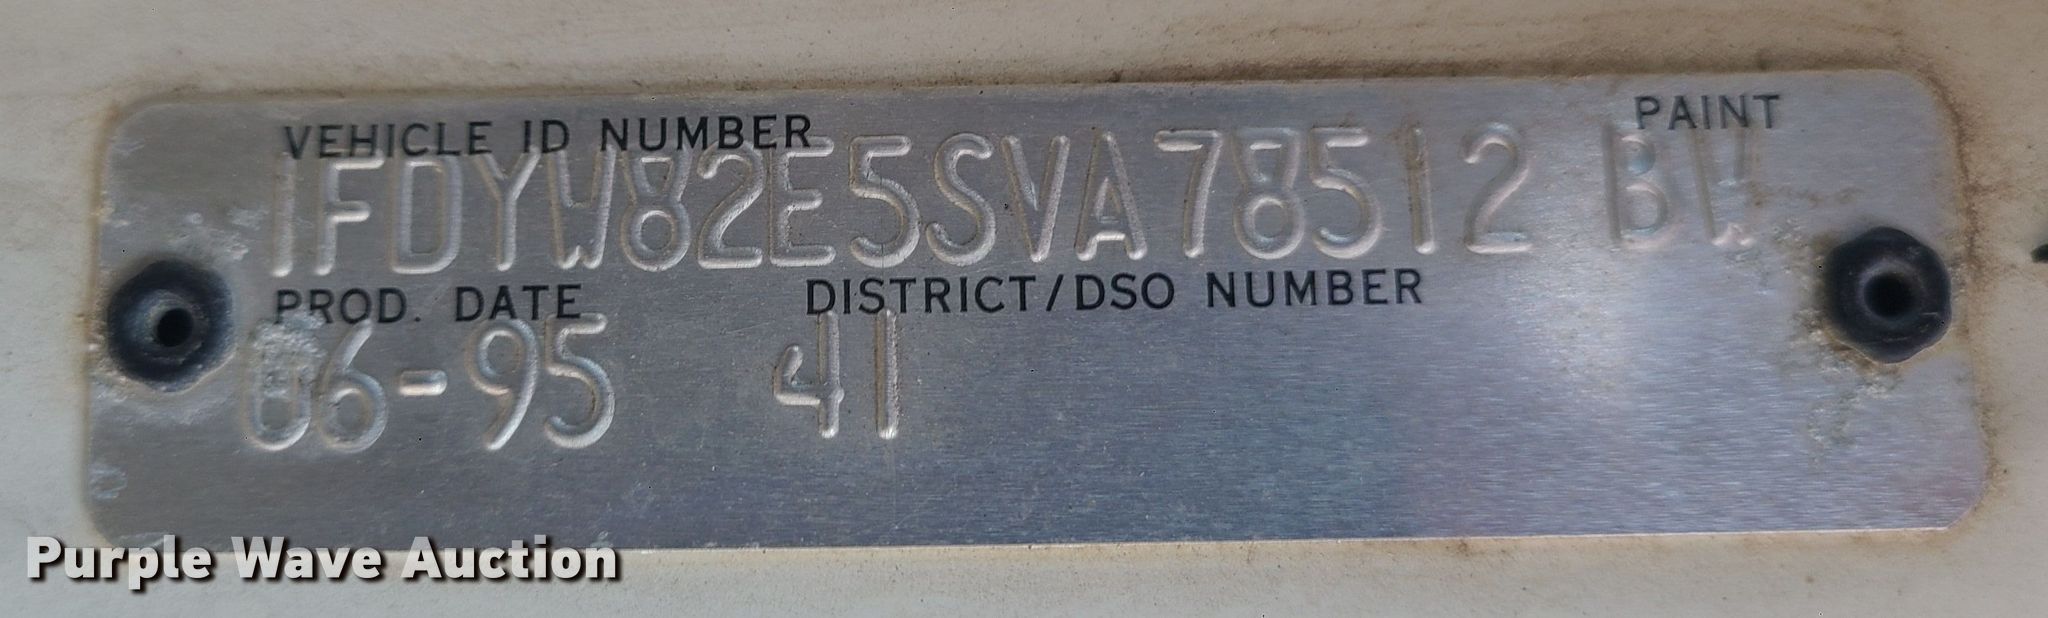 VEHICLE ID NUMBER PAINT
1FDYW82E5SVA78512 BW
PROD. DATE DISTRICT/DSO NUMBER
06-95 41
Purple Wave Auction